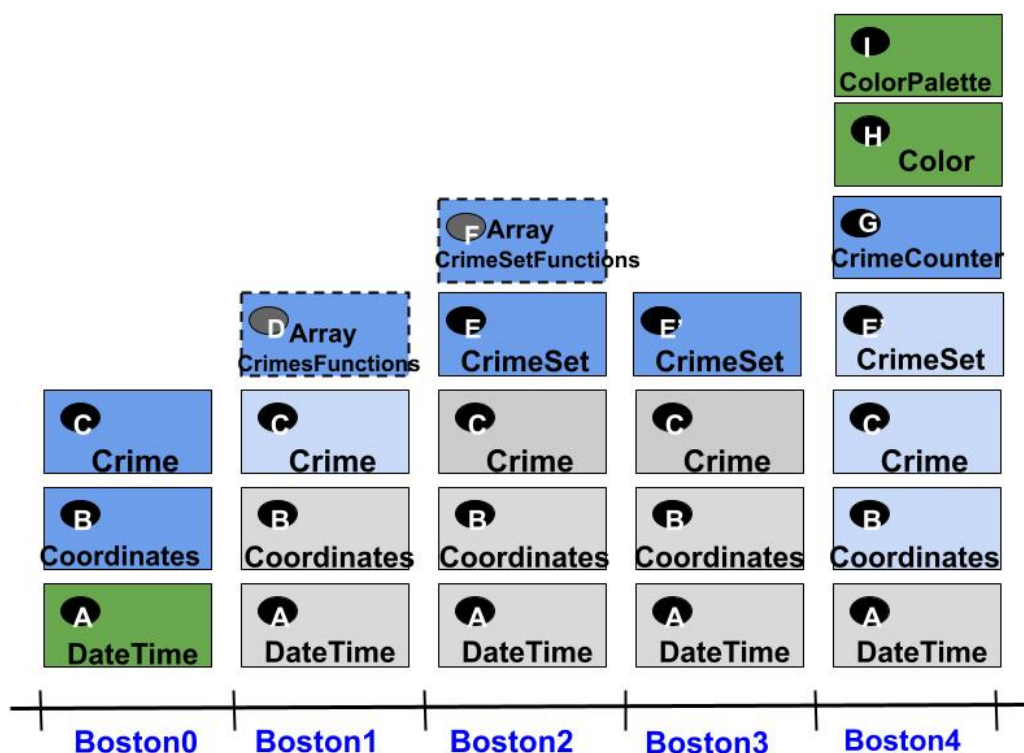 I
ColorPalette
H
Color
G
CrimeCounter
F Array
CrimeSetFunctions
D Array
CrimesFunctions
E
CrimeSet
E'
CrimeSet
E'
CrimeSet
C
Crime
C
Crime
C
Crime
C
Crime
C
Crime
B
Coordinates
B
Coordinates
B
Coordinates
B
Coordinates
B
Coordinates
A
DateTime
A
DateTime
A
DateTime
A
DateTime
A
DateTime
Boston0 Boston1 Boston2 Boston3 Boston4